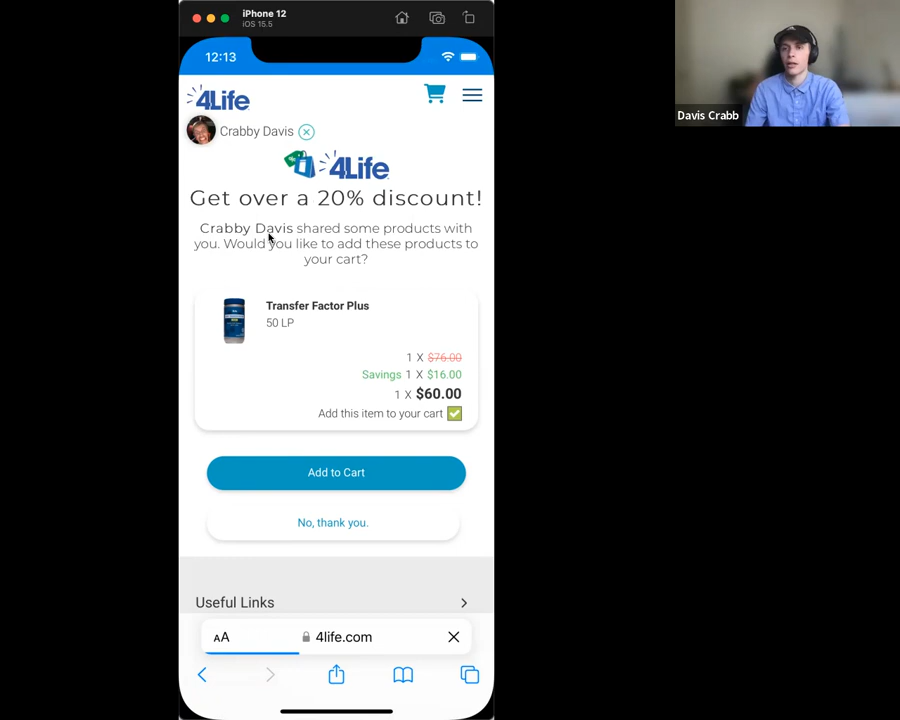 iPhone 12
iOS 15.5
12:13
4Life
Crabby Davis
4Life
Get over a 20% discount!
Crabby Davis shared some products with
you. Would you like to add these products to
your cart?
Transfer Factor Plus
50 LP
1 X $76.00
Savings 1 X $16.00
1 X $60.00
Add this item to your cart
Add to Cart
No, thank you.
Useful Links
AA 4life.com
Davis Crabb